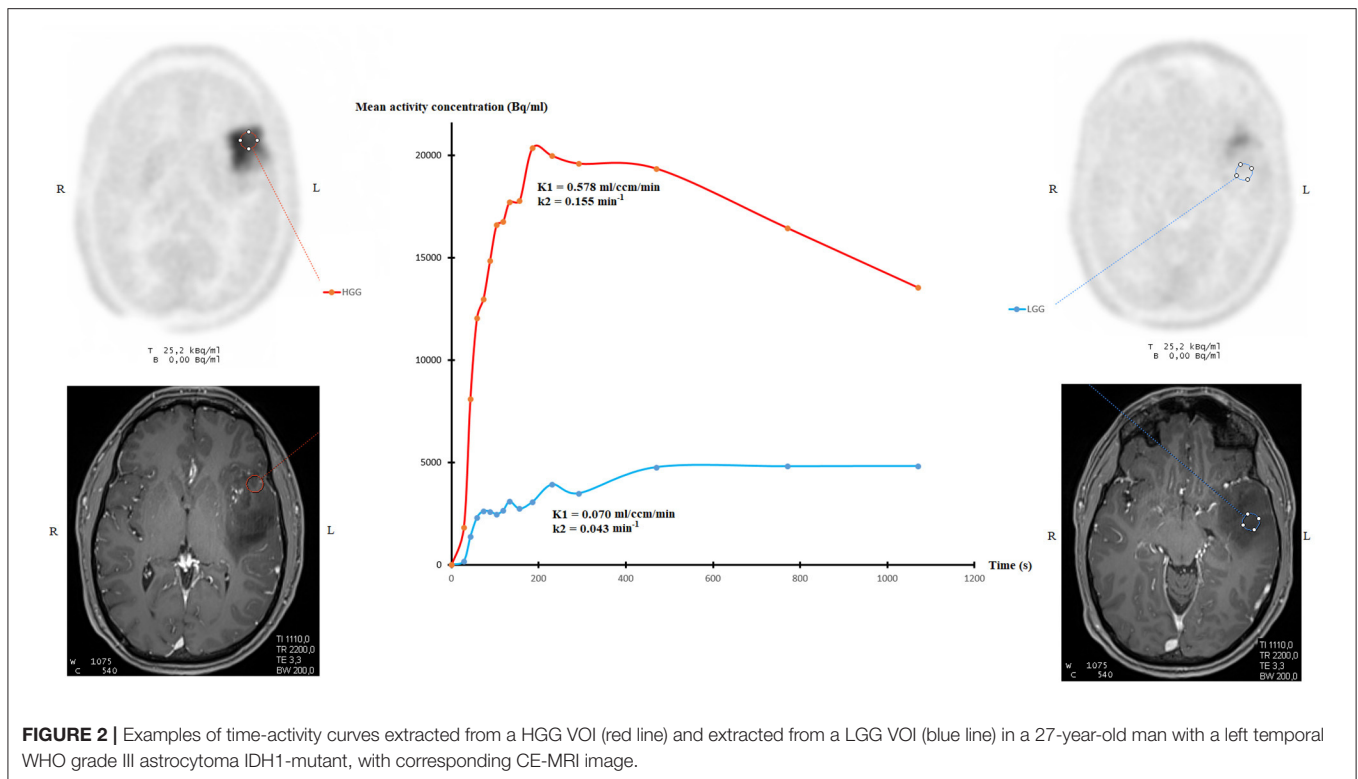 R
L
T 25,2 kBq/ml
B 0,00 Bq/ml
R
L
W 1075
C 540
TI 1110,0
TR 2200,0
TE 3,3
BW 200,0
Mean activity concentration (Bq/ml)
20000
15000
10000
5000
0
K1 = 0.578 ml/ccm/min
k2 = 0.155 min⁻¹
HGG
K1 = 0.070 ml/ccm/min
k2 = 0.043 min⁻¹
Time (s)
0 200 400 600 800 1000 1200
R
L
LGG
T 25,2 kBq/ml
B 0,00 Bq/ml
R
L
W 1075
C 540
TI 1110,0
TR 2200,0
TE 3,3
BW 200,0
FIGURE 2 | Examples of time-activity curves extracted from a HGG VOI (red line) and extracted from a LGG VOI (blue line) in a 27-year-old man with a left temporal
WHO grade III astrocytoma IDH1-mutant, with corresponding CE-MRI image.